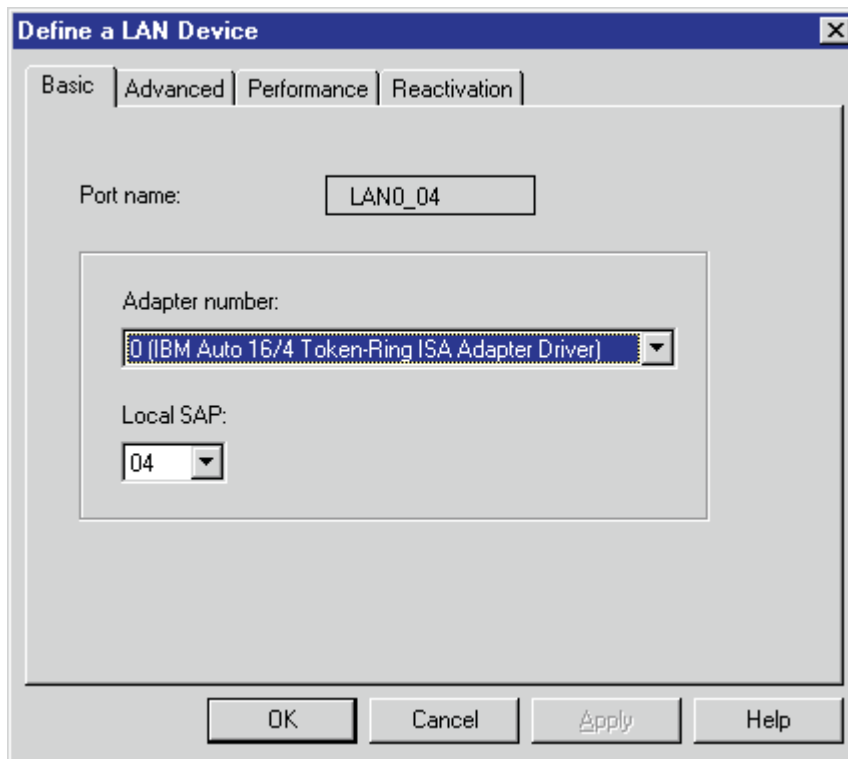 Define a LAN Device
Basic Advanced Performance Reactivation
Port name: LAN0_04
Adapter number:
0 (IBM Auto 16/4 Token-Ring ISA Adapter Driver)
Local SAP:
04
OK Cancel Apply Help